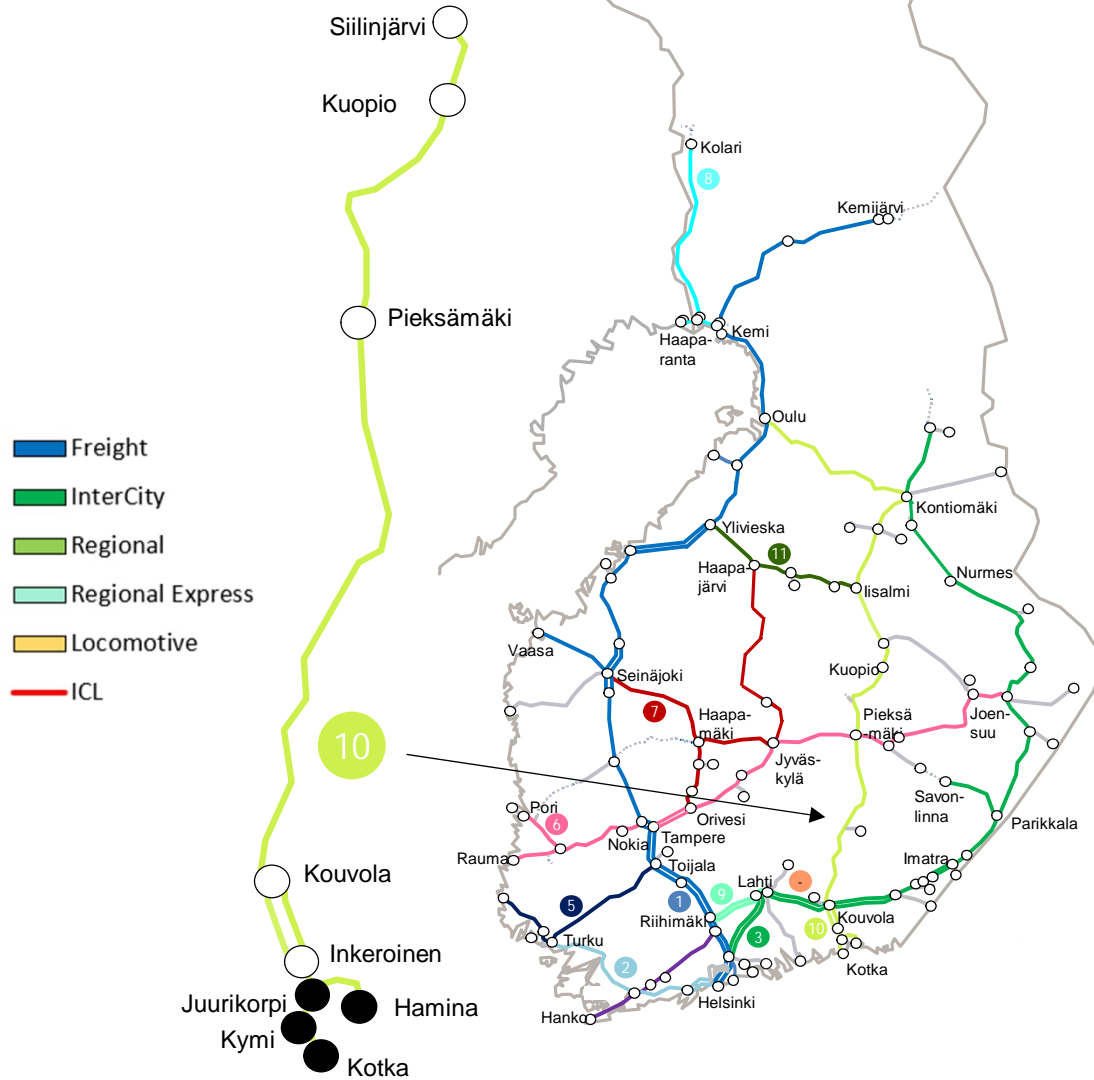 Siilinjärvi
Kuopio
Pieksämäki
Freight
InterCity
Regional
Regional Express
Locomotive
ICL
10
Kouvola
Inkeroinen
Juurikorpi
Hamina
Kymi
Kotka
Kolari
8
Kemijärvi
Kemi
Haapa-
ranta
Oulu
Kontiomäki
Ylivieska
11
Haapa-
järvi
Nurmes
Iisalmi
Vaasa
Seinäjoki
Kuopio
7
Haapa-
mäki
Pieksä
-mäki
Joen-
suu
Jyväs-
kylä
Savon-
linna
Pori
6
Orivesi
Parikkala
Nokia
Tampere
Rauma
Toijala
Imatra
Lahti
-
9
5
1
Kouvola
Riihimäki
10
Turku
3
2
Kotka
Helsinki
Hanko